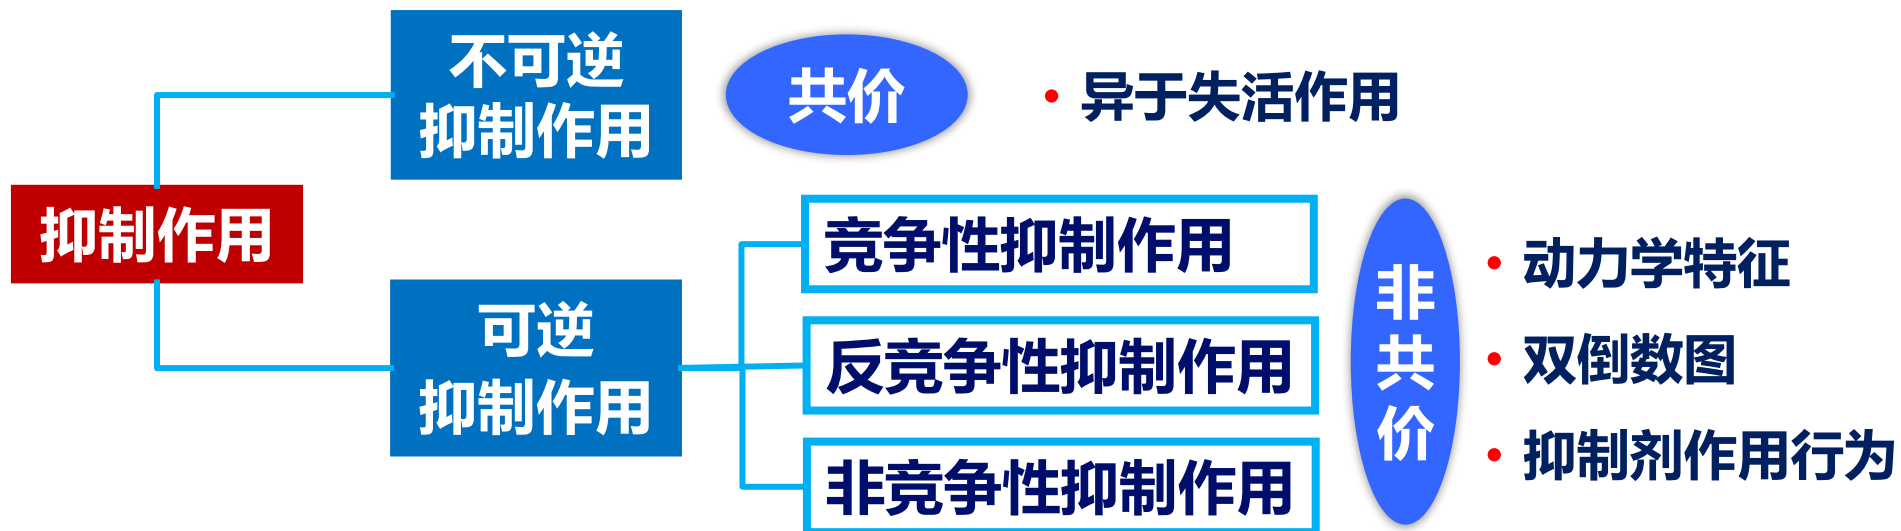 不可逆
抑制作用
共价
• 异于失活作用
抑制作用
可逆
抑制作用
竞争性抑制作用
反竞争性抑制作用
非竞争性抑制作用
非
共
价
• 动力学特征
• 双倒数图
• 抑制剂作用行为